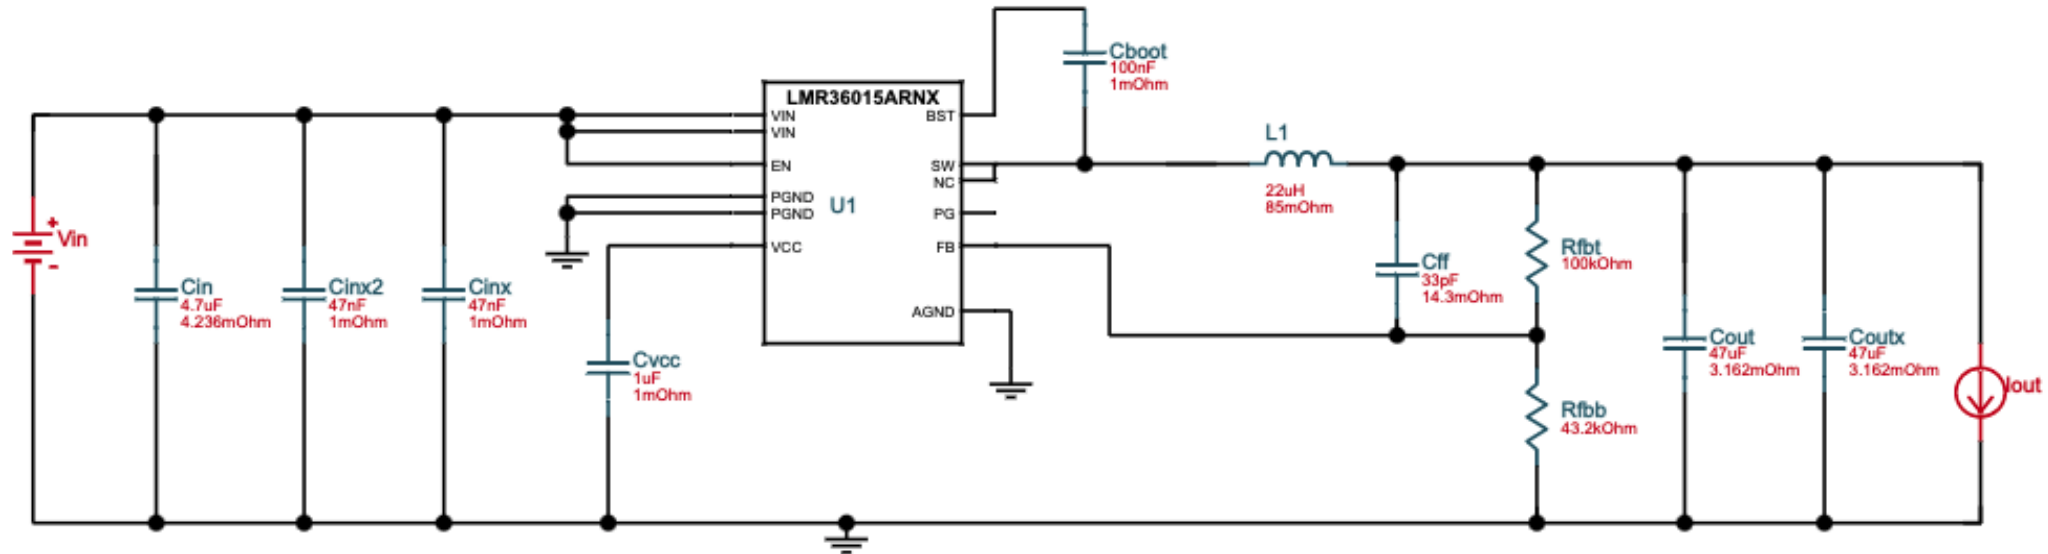 Cboot
100nF
1mOhm
LMR36015ARNX
VIN
VIN
EN
PGND
PGND
VCC
BST
SW
NC
PG
FB
AGND
U1
L1
22uH
85mOhm
+
Vin
-
Cin
4.7uF
4.236mOhm
Cinx2
47nF
1mOhm
Cinx
47nF
1mOhm
Cvcc
1uF
1mOhm
Cff
33pF
14.3mOhm
Rfbt
100kOhm
Rfbb
43.2kOhm
Cout
47uF
3.162mOhm
Coutx
47uF
3.162mOhm
Iout